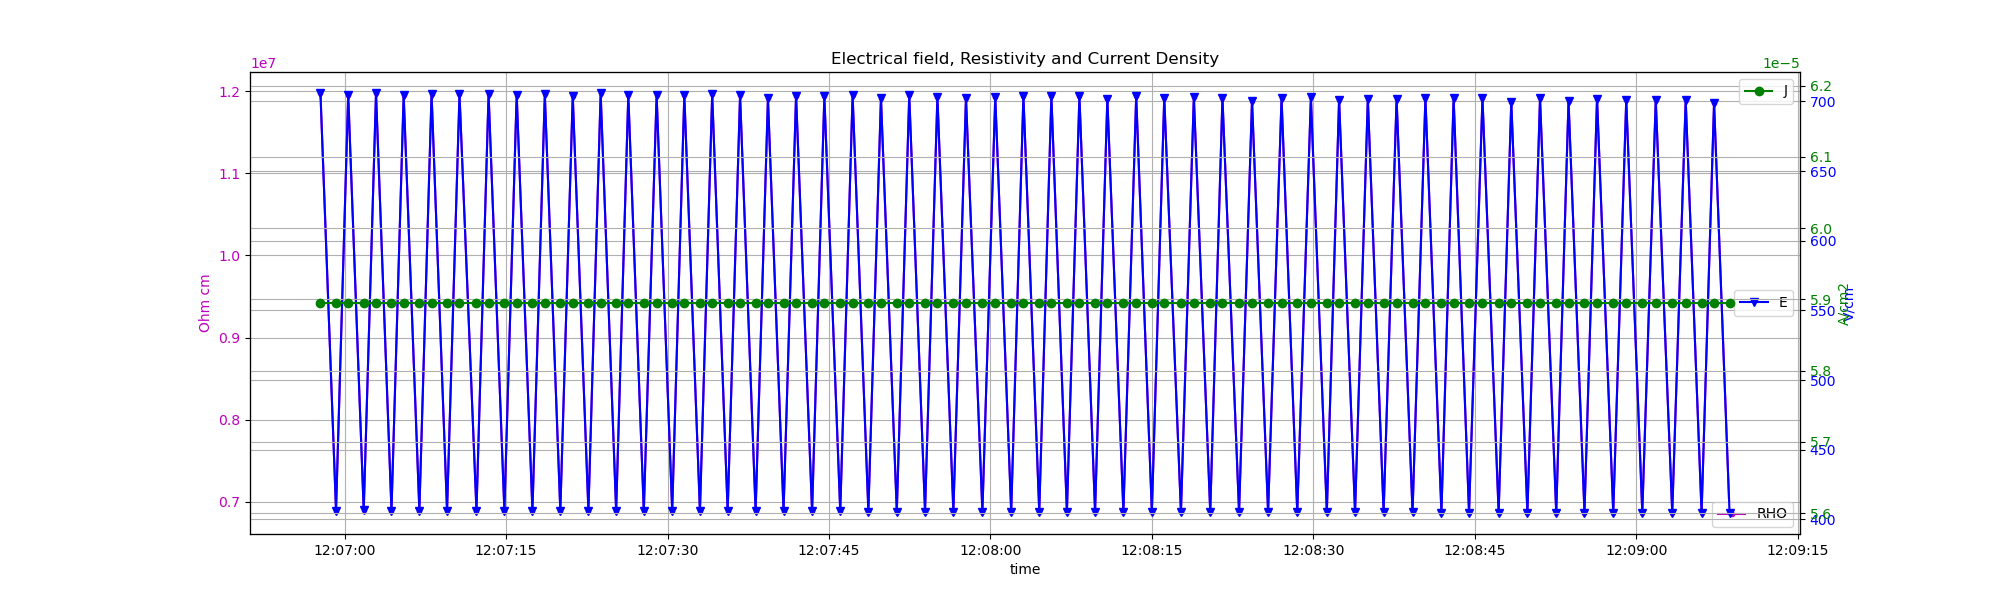 Electrical field, Resistivity and Current Density
1e7
1e−5
1.2
1.1
1.0
0.9
0.8
0.7
Ohm cm
6.2
6.1
6.0
5.9
5.8
5.7
5.6
A/cm2
700
650
600
550
500
450
400
V/cm
J
E
RHO
12:07:00 12:07:15 12:07:30 12:07:45 12:08:00 12:08:15 12:08:30 12:08:45 12:09:00 12:09:15
time